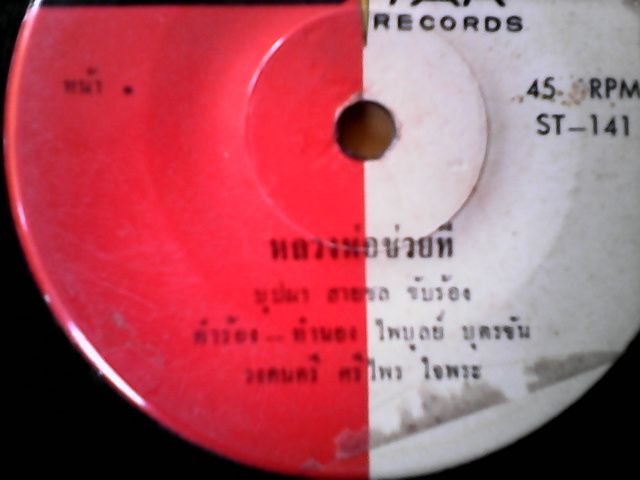 RECORDS
หน้า
45 RPM
ST-141
หลวงพ่อช่วยที
บุปผา สายชล ขับร้อง
คำร้อง - ทำนอง ไพบูลย์ บุตรขัน
วงดนตรี ศรีไพร ใจพระ